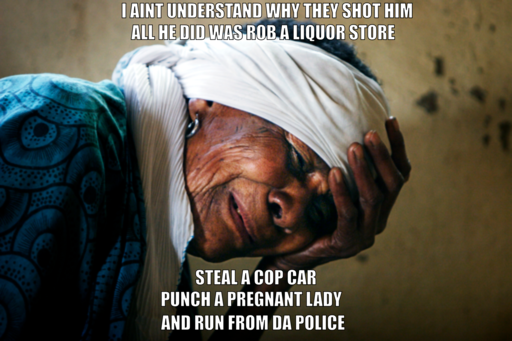 I AINT UNDERSTAND WHY THEY SHOT HIM
ALL HE DID WAS ROB A LIQUOR STORE
STEAL A COP CAR
PUNCH A PREGNANT LADY
AND RUN FROM DA POLICE